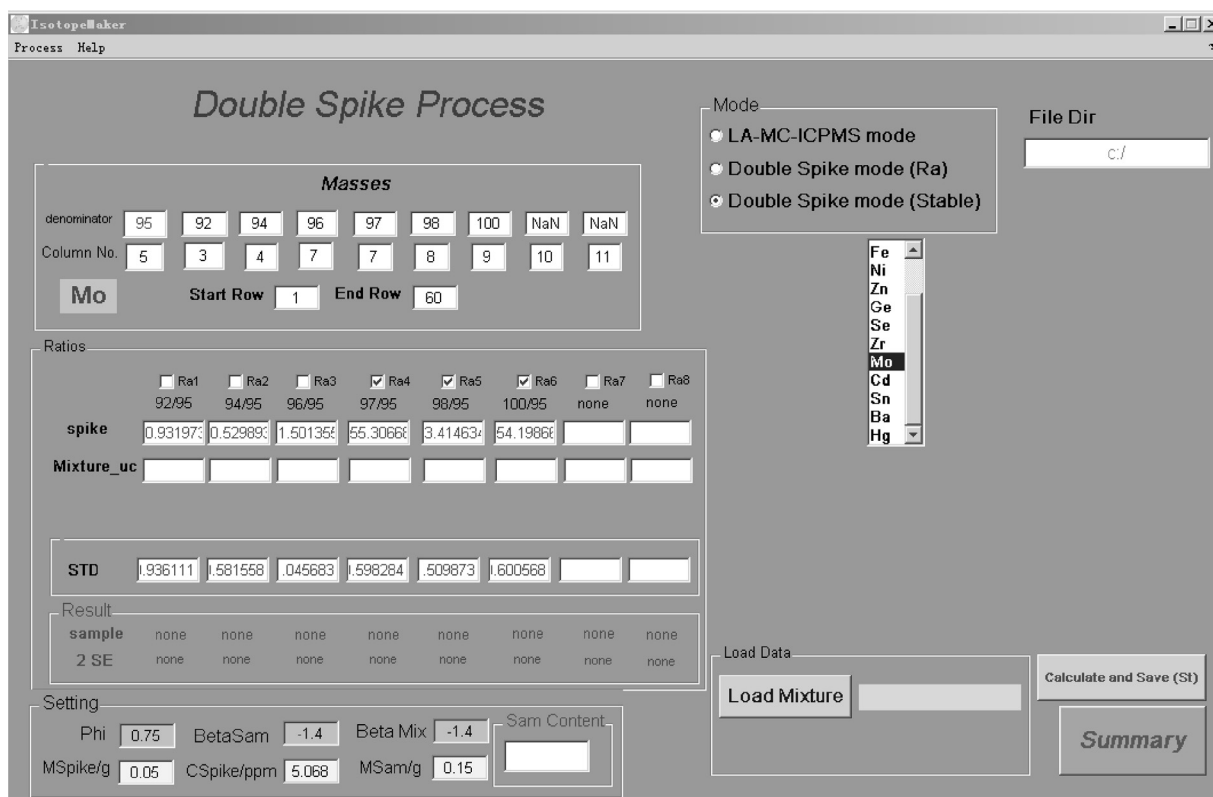 IsotopeMaker
Process Help
Double Spike Process
Masses
denominator 95 92 94 96 97 98 100 NaN NaN
Column No. 5 3 4 7 7 8 9 10 11
Mo Start Row 1 End Row 60
Mode
LA-MC-ICPMS mode
Double Spike mode (Ra)
Double Spike mode (Stable)
File Dir
c:/
Fe
Ni
Zn
Ge
Se
Zr
Mo
Cd
Sn
Ba
Hg
Ratios
Ra1 Ra2 Ra3 Ra4 Ra5 Ra6 Ra7 Ra8
92/95 94/95 96/95 97/95 98/95 100/95 none none
spike 0.931973 0.529893 1.501355 55.30666 3.414634 54.19866
Mixture_uc
STD .936111 .581558 .045683 .598284 .509873 .600568
Result
sample none none none none none none none none
2 SE none none none none none none none none
Setting
Phi 0.75 BetaSam -1.4 Beta Mix -1.4 Sam Content
MSpike/g 0.05 CSpike/ppm 5.068 MSam/g 0.15
Load Data
Load Mixture
Calculate and Save (St)
Summary